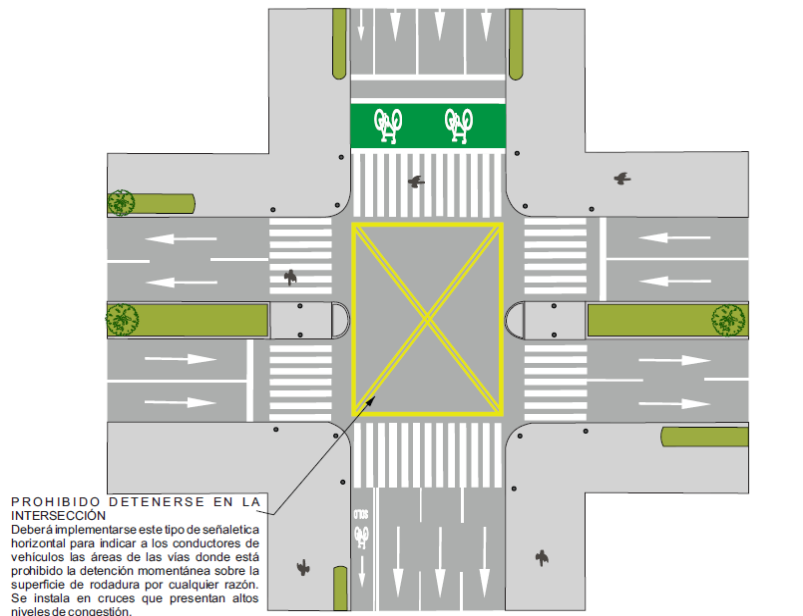 SOLO
PROHIBIDO DETENERSE EN LA
INTERSECCIÓN
Deberá implementarse este tipo de señaletica
horizontal para indicar a los conductores de
vehículos las áreas de las vías donde está
prohibido la detención momentánea sobre la
superficie de rodadura por cualquier razón.
Se instala en cruces que presentan altos
niveles de congestión.